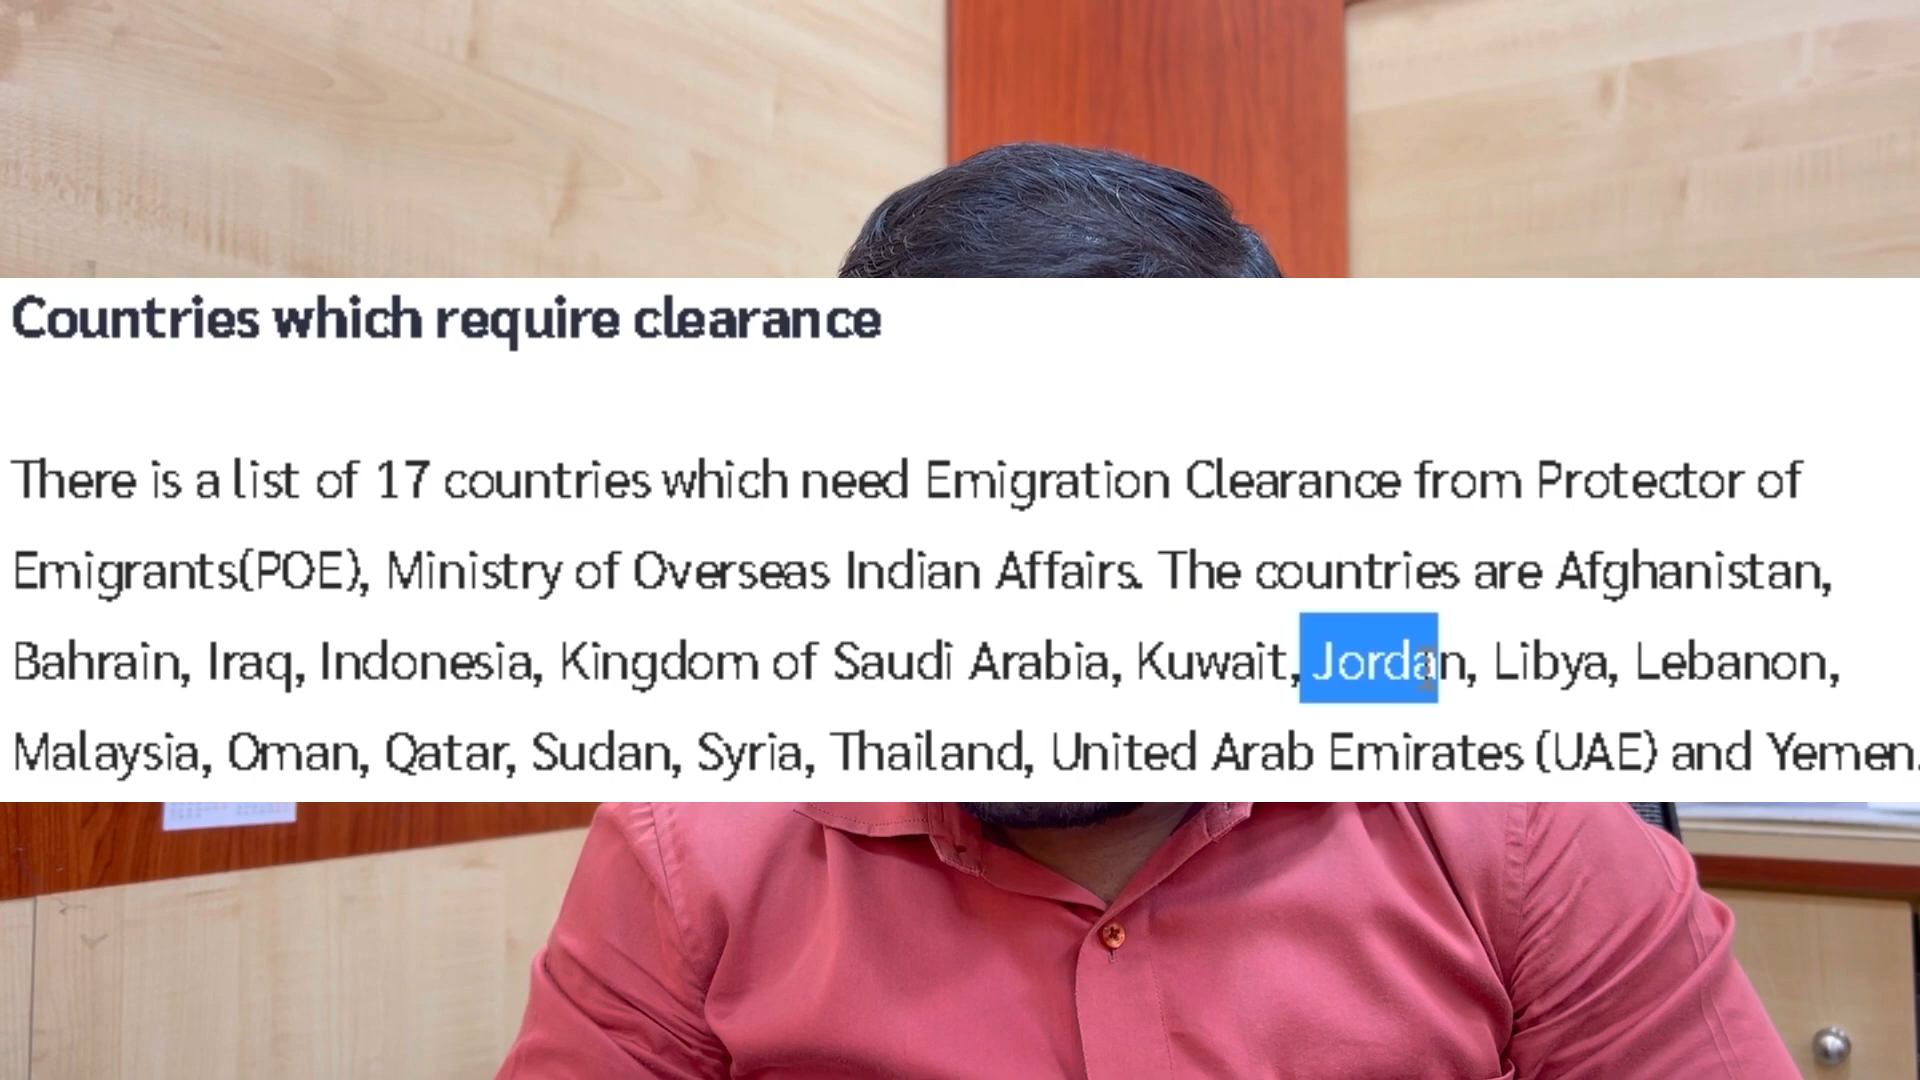 Countries which require clearance
There is a list of 17 countries which need Emigration Clearance from Protector of
Emigrants(POE), Ministry of Overseas Indian Affairs. The countries are Afghanistan,
Bahrain, Iraq, Indonesia, Kingdom of Saudi Arabia, Kuwait, Jordan, Libya, Lebanon,
Malaysia, Oman, Qatar, Sudan, Syria, Thailand, United Arab Emirates (UAE) and Yemen.